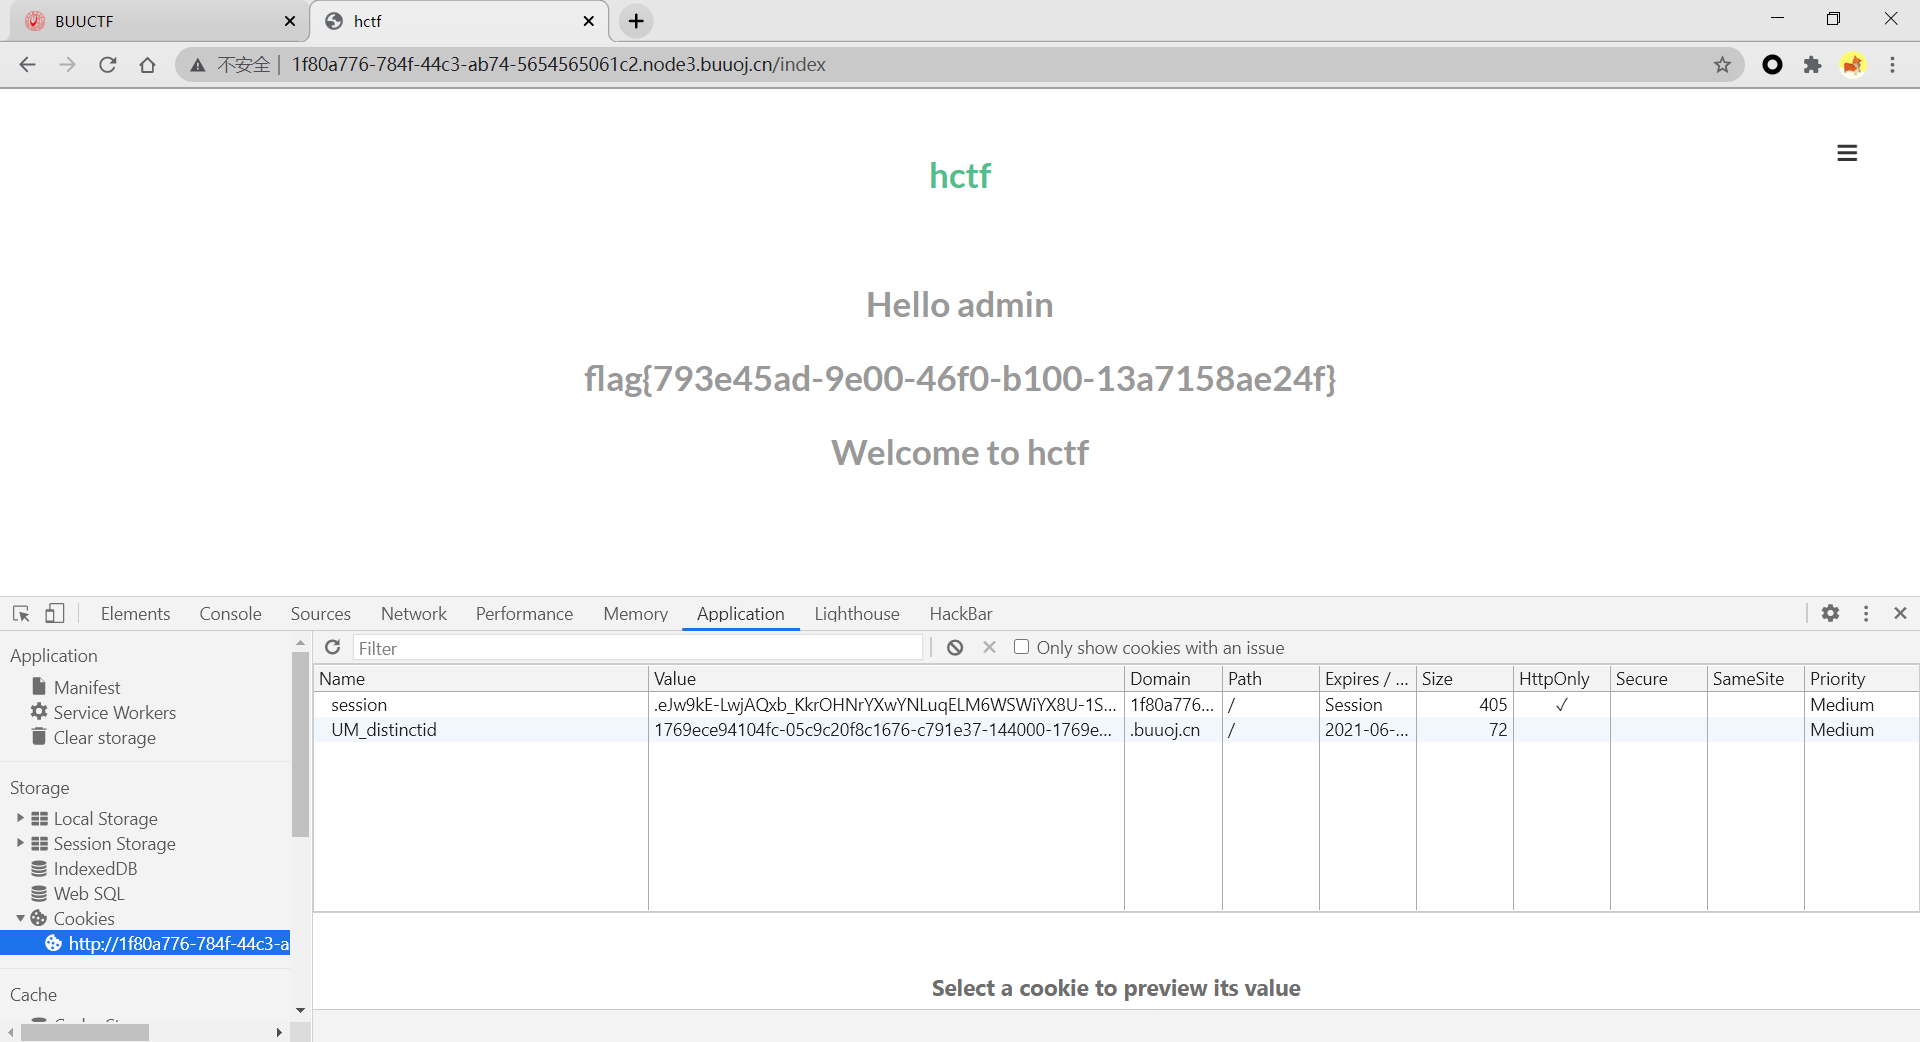 BUUCTF
hctf
不安全 1f80a776-784f-44c3-ab74-5654565061c2.node3.buuoj.cn/index
hctf
Hello admin
flag{793e45ad-9e00-46f0-b100-13a7158ae24f}
Welcome to hctf
Elements Console Sources Network Performance Memory Application Lighthouse HackBar
Application
Manifest
Service Workers
Clear storage
Storage
Local Storage
Session Storage
IndexedDB
Web SQL
Cookies
http://1f80a776-784f-44c3-a
Cache
Filter Only show cookies with an issue
Name Value Domain Path Expires / ... Size HttpOnly Secure SameSite Priority
session .eJw9kE-LwjAQxb_KkrOHNrYXwYNLuqELM6WSWiYX8U-1S... 1f80a776... / Session 405 ✓ Medium
UM_distinctid 1769ece94104fc-05c9c20f8c1676-c791e37-144000-1769e... .buuoj.cn / 2021-06-... 72 Medium
Select a cookie to preview its value